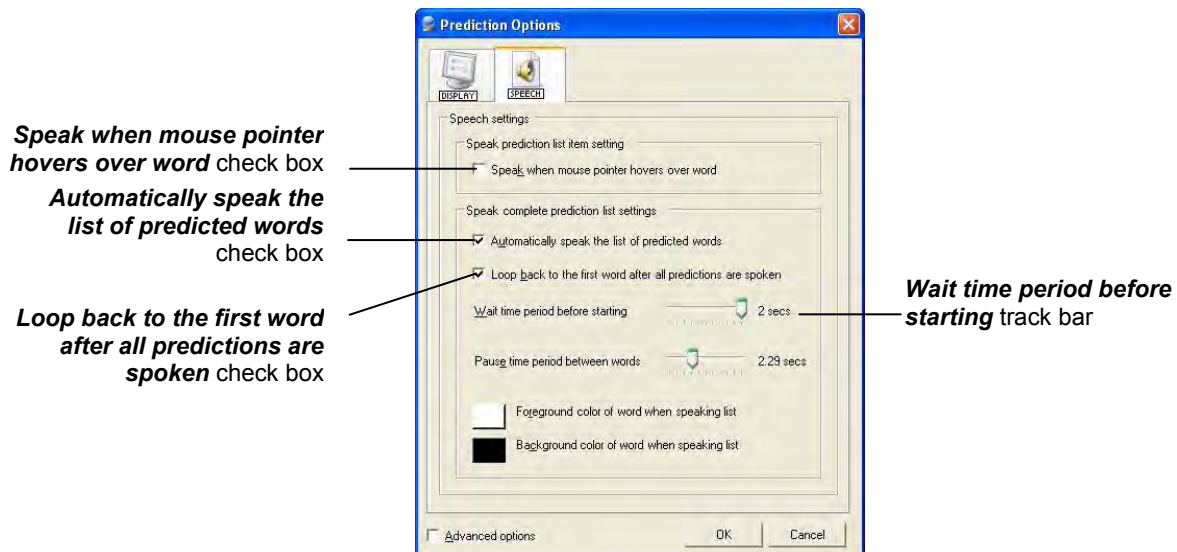 Prediction Options
DISPLAY
SPEECH
Speech settings
Speak prediction list item setting
Speak when mouse pointer hovers over word
Speak complete prediction list settings
Automatically speak the list of predicted words
Loop back to the first word after all predictions are spoken
Wait time period before starting 2 secs
Pause time period between words 2.29 secs
Foreground color of word when speaking list
Background color of word when speaking list
Advanced options OK Cancel
Speak when mouse pointer
hovers over word check box
Automatically speak the
list of predicted words
check box
Loop back to the first word
after all predictions are
spoken check box
Wait time period before
starting track bar